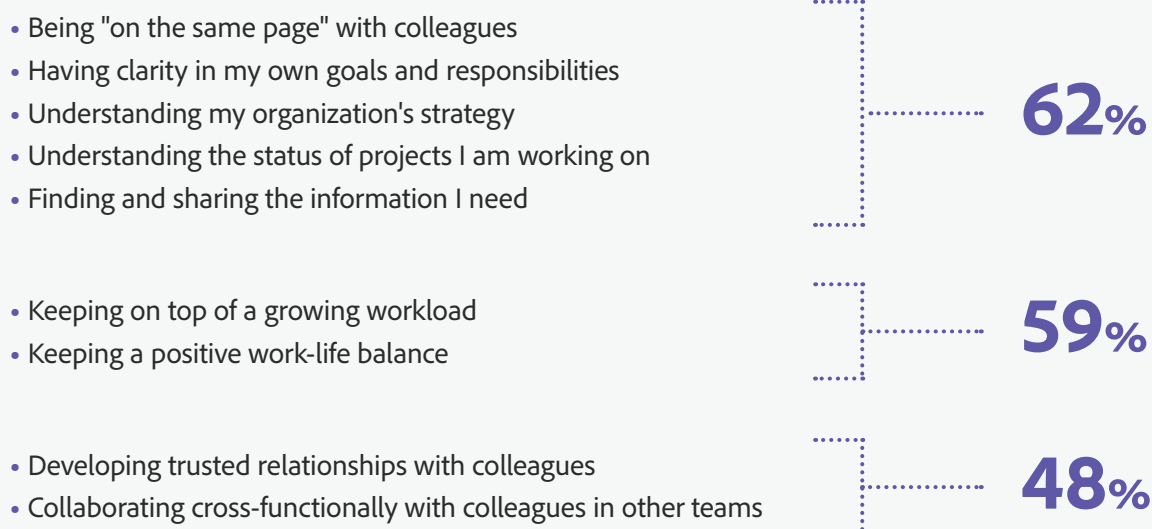 • Being "on the same page" with colleagues
• Having clarity in my own goals and responsibilities
• Understanding my organization's strategy
• Understanding the status of projects I am working on
• Finding and sharing the information I need
62%
• Keeping on top of a growing workload
• Keeping a positive work-life balance
59%
• Developing trusted relationships with colleagues
• Collaborating cross-functionally with colleagues in other teams
48%